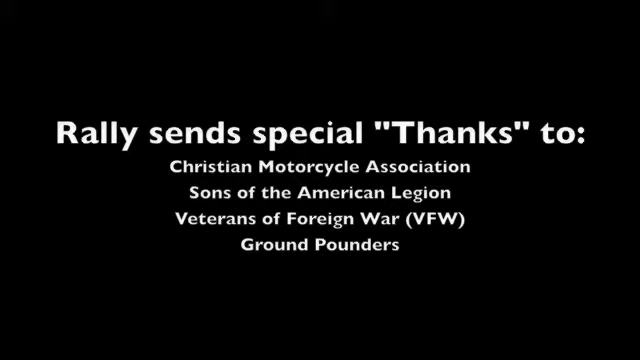 Rally sends special "Thanks" to:
Christian Motorcycle Association
Sons of the American Legion
Veterans of Foreign War (VFW)
Ground Pounders